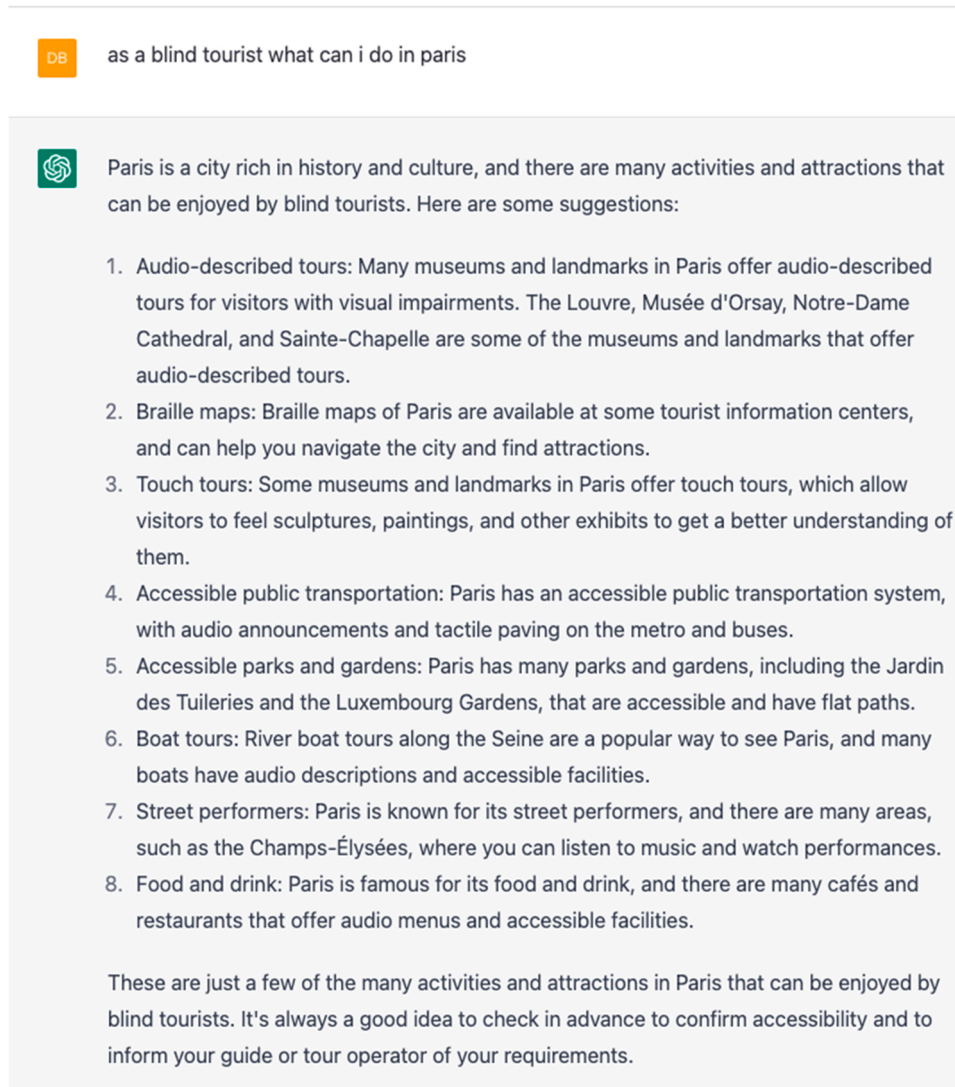 DB
as a blind tourist what can i do in paris
Paris is a city rich in history and culture, and there are many activities and attractions that
can be enjoyed by blind tourists. Here are some suggestions:
1. Audio-described tours: Many museums and landmarks in Paris offer audio-described
tours for visitors with visual impairments. The Louvre, Musée d'Orsay, Notre-Dame
Cathedral, and Sainte-Chapelle are some of the museums and landmarks that offer
audio-described tours.
2. Braille maps: Braille maps of Paris are available at some tourist information centers,
and can help you navigate the city and find attractions.
3. Touch tours: Some museums and landmarks in Paris offer touch tours, which allow
visitors to feel sculptures, paintings, and other exhibits to get a better understanding of
them.
4. Accessible public transportation: Paris has an accessible public transportation system,
with audio announcements and tactile paving on the metro and buses.
5. Accessible parks and gardens: Paris has many parks and gardens, including the Jardin
des Tuileries and the Luxembourg Gardens, that are accessible and have flat paths.
6. Boat tours: River boat tours along the Seine are a popular way to see Paris, and many
boats have audio descriptions and accessible facilities.
7. Street performers: Paris is known for its street performers, and there are many areas,
such as the Champs-Élysées, where you can listen to music and watch performances.
8. Food and drink: Paris is famous for its food and drink, and there are many cafés and
restaurants that offer audio menus and accessible facilities.
These are just a few of the many activities and attractions in Paris that can be enjoyed by
blind tourists. It's always a good idea to check in advance to confirm accessibility and to
inform your guide or tour operator of your requirements.